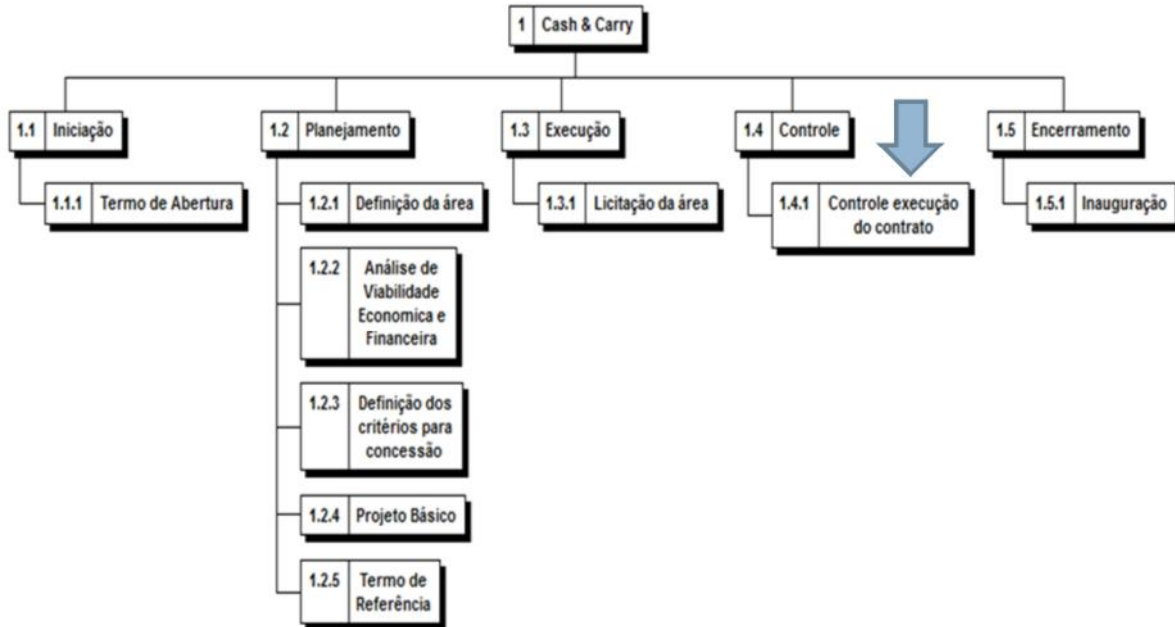 1 Cash & Carry
1.1 Iniciação
1.2 Planejamento
1.3 Execução
1.4 Controle
1.5 Encerramento
1.1.1 Termo de Abertura
1.2.1 Definição da área
1.3.1 Licitação da área
1.4.1 Controle execução
do contrato
1.5.1 Inauguração
1.2.2 Análise de
Viabilidade
Economica e
Financeira
1.2.3 Definição dos
critérios para
concessão
1.2.4 Projeto Básico
1.2.5 Termo de
Referência